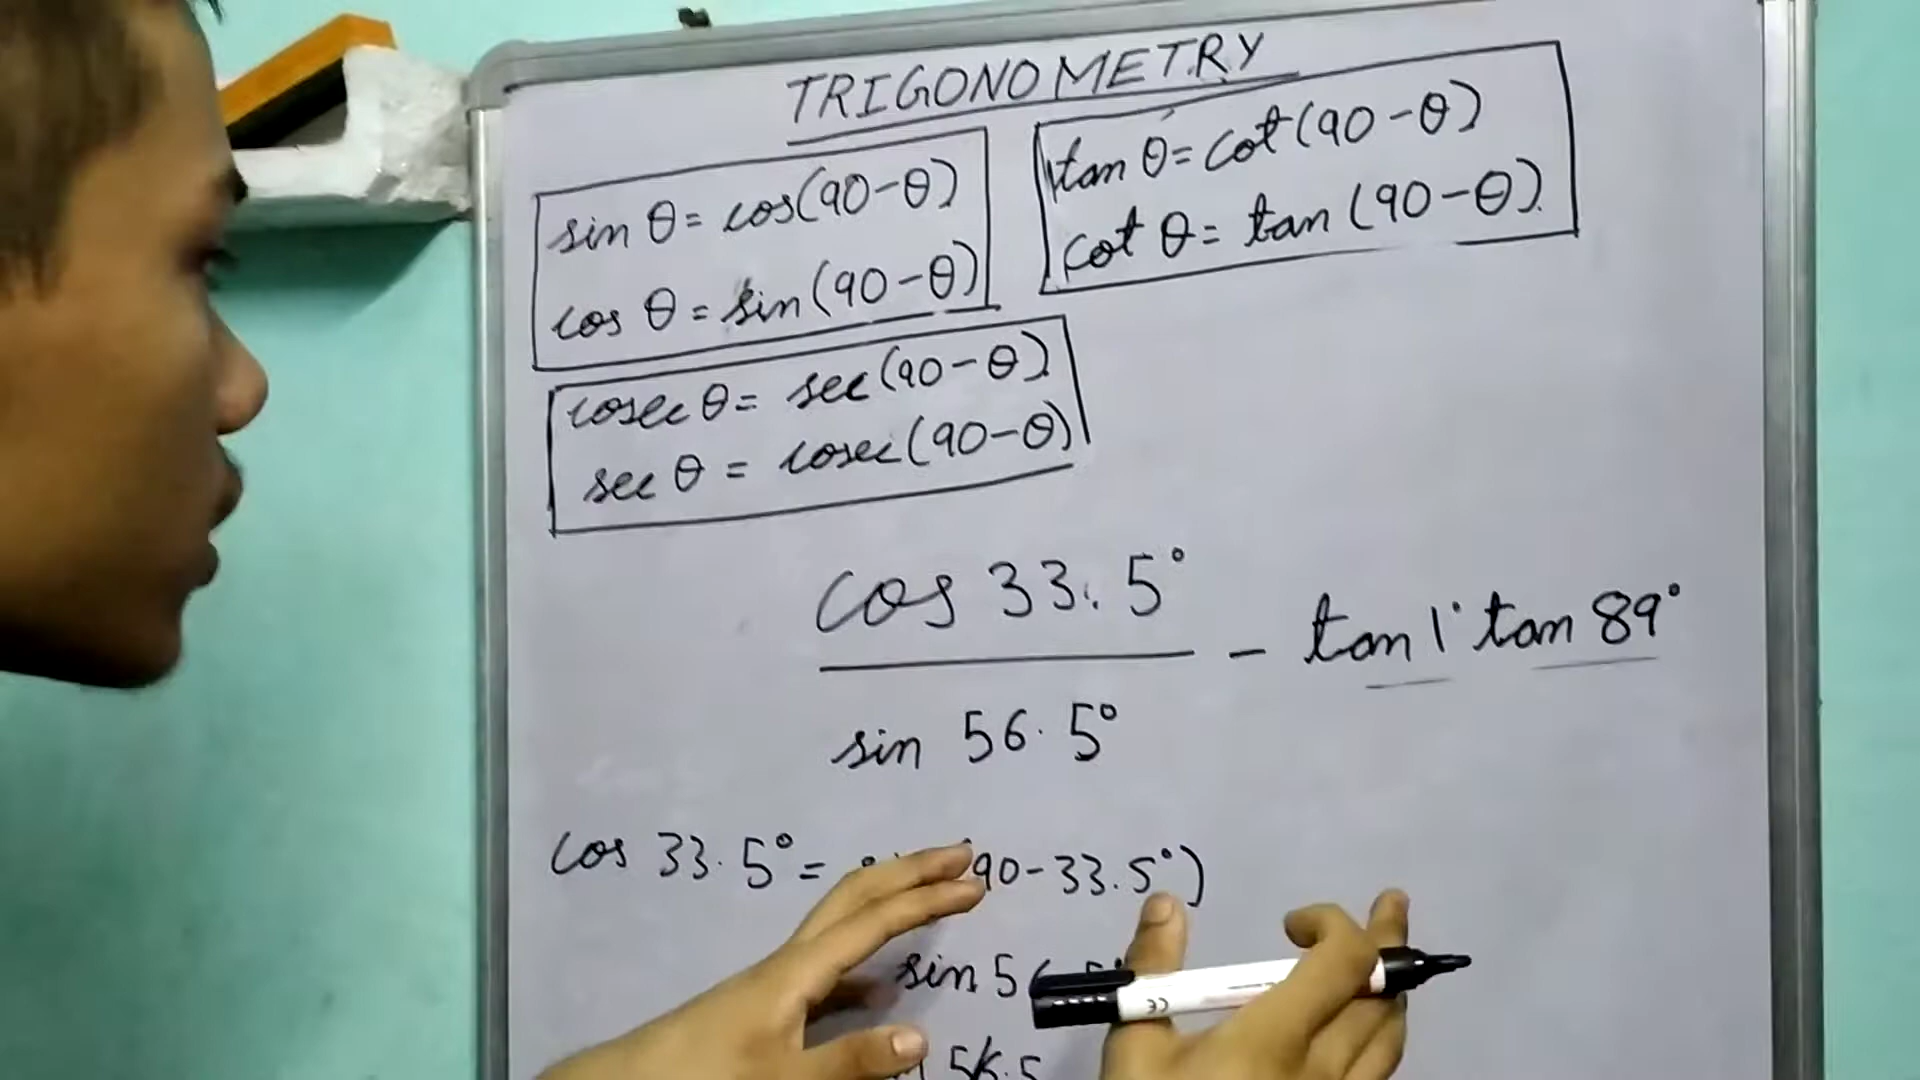 TRIGONOMETRY
sin θ = cos(90-θ)
cos θ = sin(90-θ)
tan θ = cot(90-θ)
cot θ = tan(90-θ)
cosec θ = sec(90-θ)
sec θ = cosec(90-θ)
cos 33.5°
- tan 1° tan 89°
sin 56.5°
cos 33.5° = (90-33.5°)
sin 56.5°
56.5